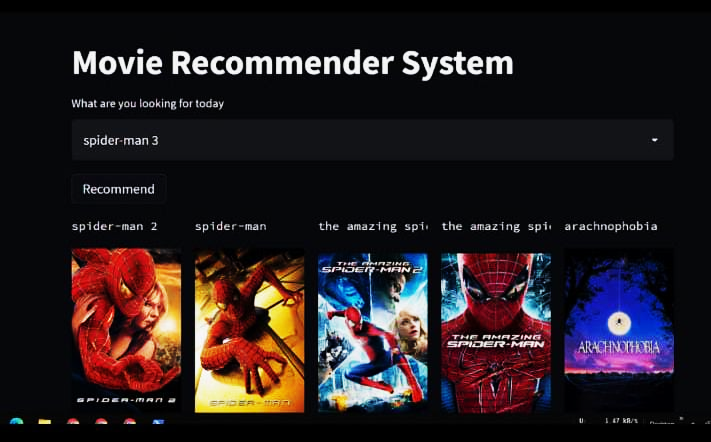 Movie Recommender System
What are you looking for today
spider-man 3
Recommend
spider-man 2
spider-man
the amazing spi
the amazing spi
arachnophobia
SPIDER-MAN 2
SPIDER-MAN
THE AMAZING
SPIDER-MAN 2
THE AMAZING
SPIDER-MAN
ARACHNOPHOBIA
U:
1.47 kB/s